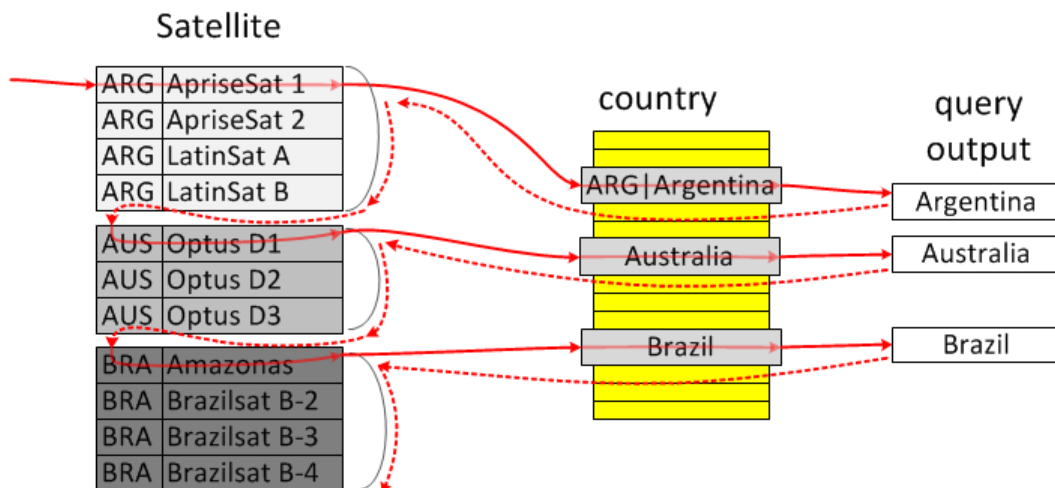 Satellite
ARG ApriseSat 1
ARG ApriseSat 2
ARG LatinSat A
ARG LatinSat B
AUS Optus D1
AUS Optus D2
AUS Optus D3
BRA Amazonas
BRA Brazilsat B-2
BRA Brazilsat B-3
BRA Brazilsat B-4
country
ARG|Argentina
Australia
Brazil
query
output
Argentina
Australia
Brazil